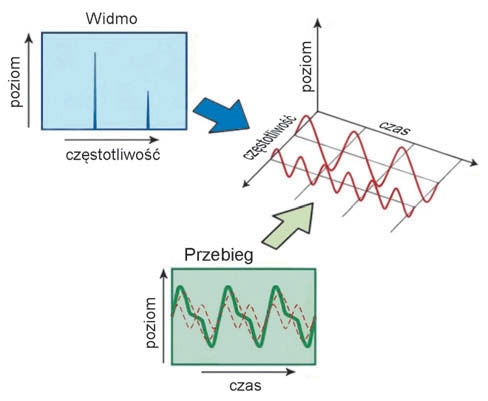 Widmo
poziom
częstotliwość
poziom
częstotliwość
czas
Przebieg
poziom
czas